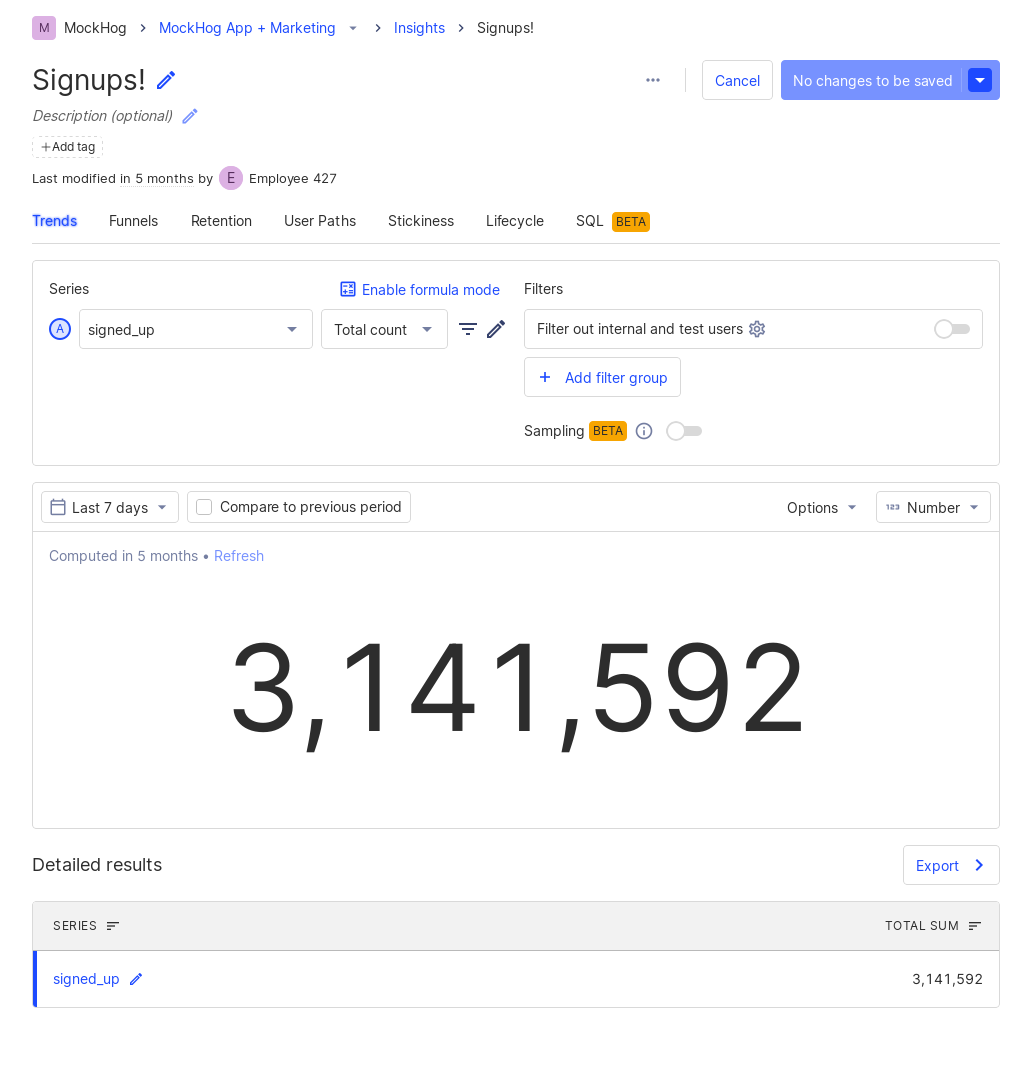 M MockHog > MockHog App + Marketing > Insights > Signups!
Signups!
Cancel
No changes to be saved
Description (optional)
+Add tag
Last modified in 5 months by E Employee 427
Trends Funnels Retention User Paths Stickiness Lifecycle SQL BETA
Series
Enable formula mode
A signed_up
Total count
Filters
Filter out internal and test users
+ Add filter group
Sampling BETA
Last 7 days
Compare to previous period
Options
123 Number
Computed in 5 months • Refresh
3,141,592
Detailed results
Export
SERIES TOTAL SUM
signed_up 3,141,592